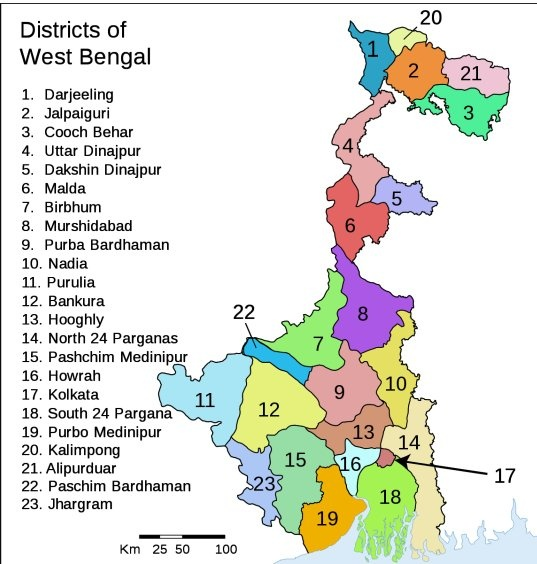 Districts of
West Bengal
1. Darjeeling
2. Jalpaiguri
3. Cooch Behar
4. Uttar Dinajpur
5. Dakshin Dinajpur
6. Malda
7. Birbhum
8. Murshidabad
9. Purba Bardhaman
10. Nadia
11. Purulia
12. Bankura
13. Hooghly
14. North 24 Parganas
15. Pashchim Medinipur
16. Howrah
17. Kolkata
18. South 24 Pargana
19. Purbo Medinipur
20. Kalimpong
21. Alipurduar
22. Paschim Bardhaman
23. Jhargram
20
1
2
21
3
4
5
6
22
8
7
9
10
11
12
13
14
15
16
17
23
18
19
Km 25 50 100